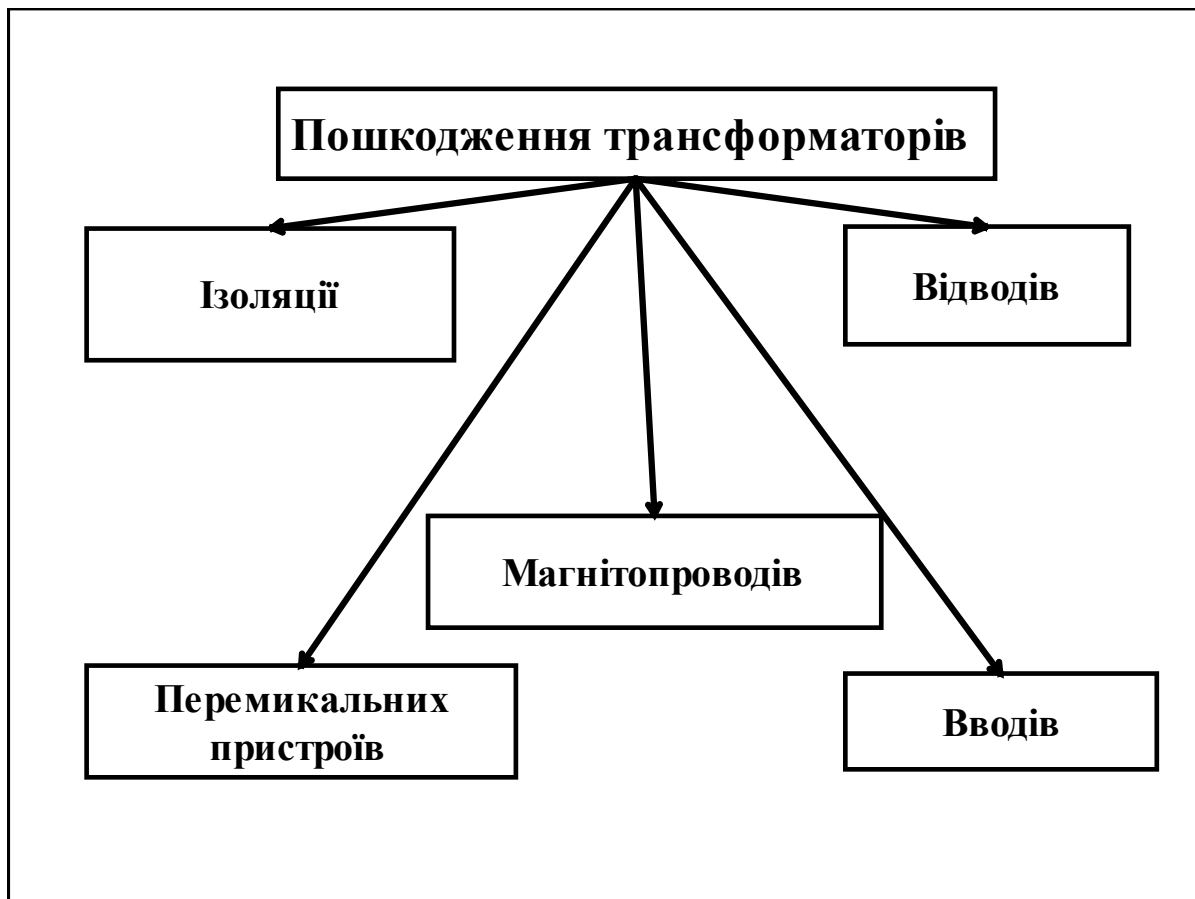 Пошкодження трансформаторів
Ізоляції
Відводів
Магнітопроводів
Перемикальних
пристроїв
Вводів